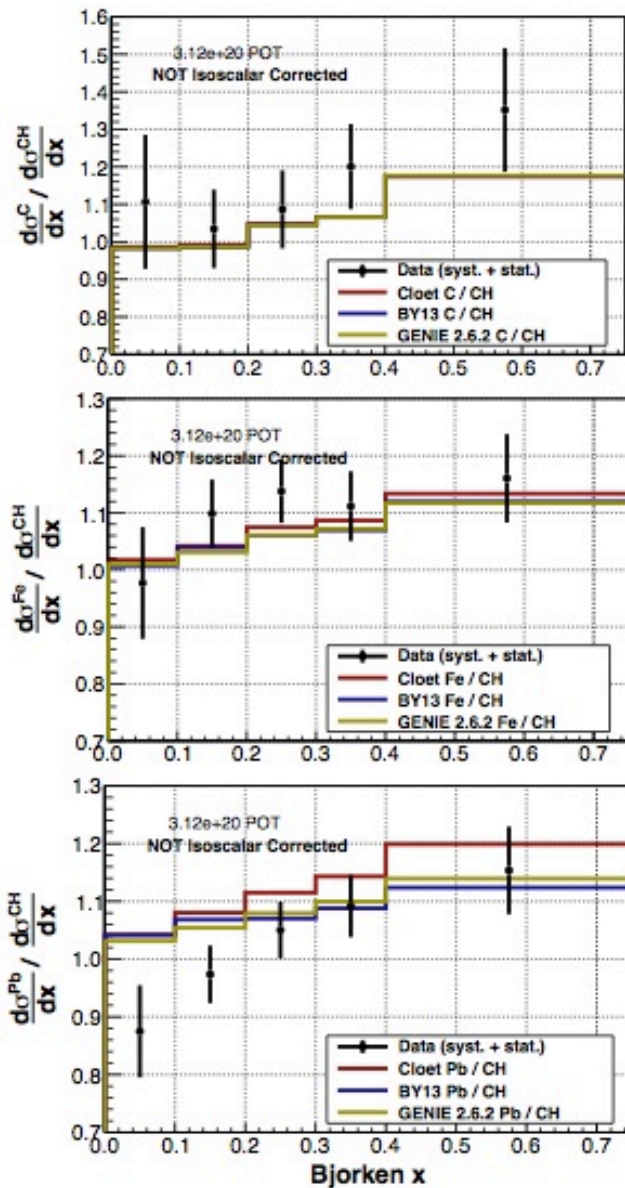 1.6
1.5
1.4
1.3
1.2
1.1
1.0
0.9
0.8
0.7
dσ^C/dx / dσ^CH/dx
3.12e+20 POT
NOT Isoscalar Corrected
Data (syst. + stat.)
Cloet C / CH
BY13 C / CH
GENIE 2.6.2 C / CH
0.0 0.1 0.2 0.3 0.4 0.5 0.6 0.7
1.3
1.2
1.1
1.0
0.9
0.8
0.7
dσ^Fe/dx / dσ^CH/dx
3.12e+20 POT
NOT Isoscalar Corrected
Data (syst. + stat.)
Cloet Fe / CH
BY13 Fe / CH
GENIE 2.6.2 Fe / CH
0.0 0.1 0.2 0.3 0.4 0.5 0.6 0.7
1.3
1.2
1.1
1.0
0.9
0.8
0.7
dσ^Pb/dx / dσ^CH/dx
3.12e+20 POT
NOT Isoscalar Corrected
Data (syst. + stat.)
Cloet Pb / CH
BY13 Pb / CH
GENIE 2.6.2 Pb / CH
0.0 0.1 0.2 0.3 0.4 0.5 0.6 0.7
Bjorken x